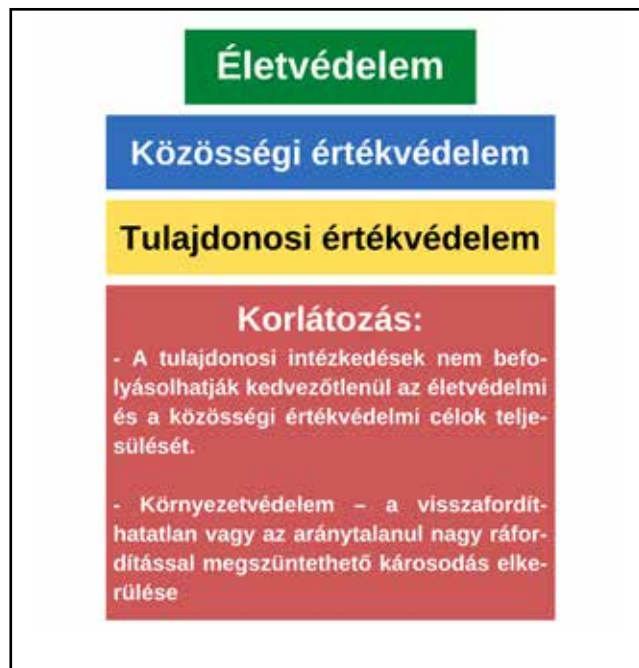 Életvédelem
Közösségi értékvédelem
Tulajdonosi értékvédelem
Korlátozás:
- A tulajdonosi intézkedések nem befo-
lyásolhatják kedvezőtlenül az életvédelmi
és a közösségi értékvédelmi célok telje-
sülését.
- Környezetvédelem – a visszafordít-
hatatlan vagy az aránytalanul nagy ráfor-
dítással megszüntethető károsodás elke-
rülése